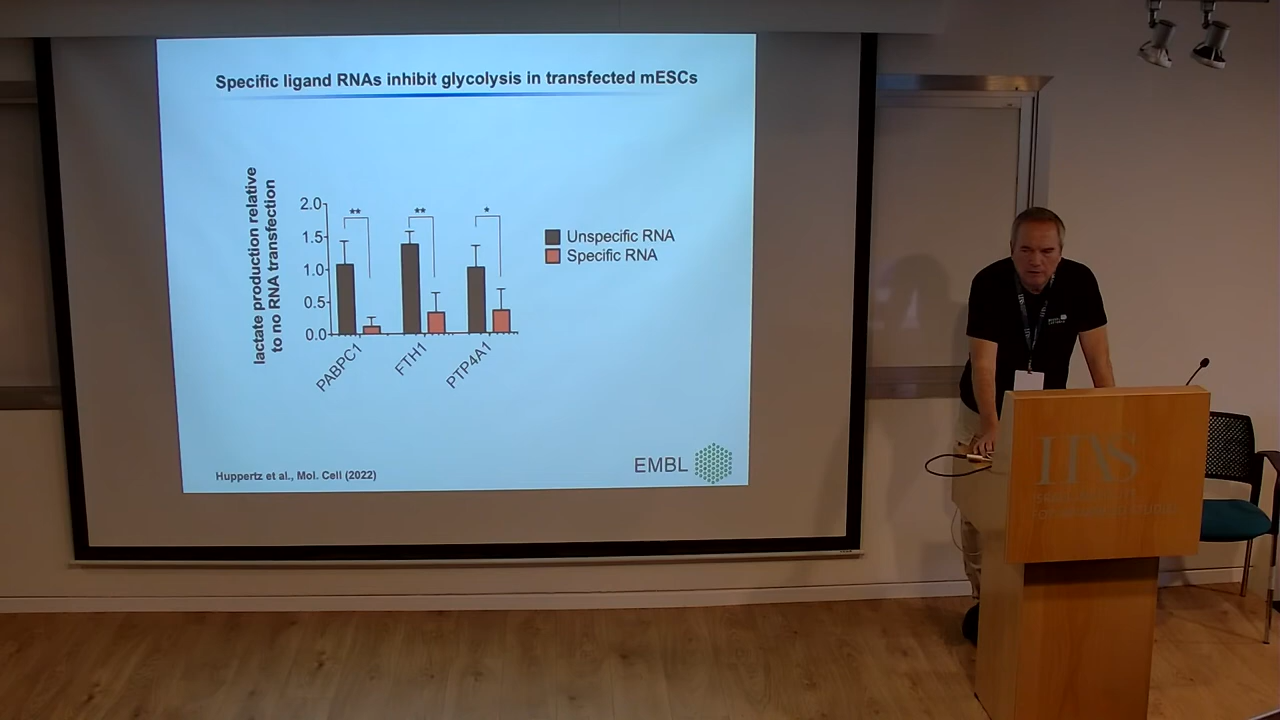 Specific ligand RNAs inhibit glycolysis in transfected mESCs
lactate production relative
to no RNA transfection
2.0
1.5
1.0
0.5
0.0
**
**
*
PABPC1
FTH1
PTP4A1
Unspecific RNA
Specific RNA
Huppertz et al., Mol. Cell (2022)
EMBL
IIAS